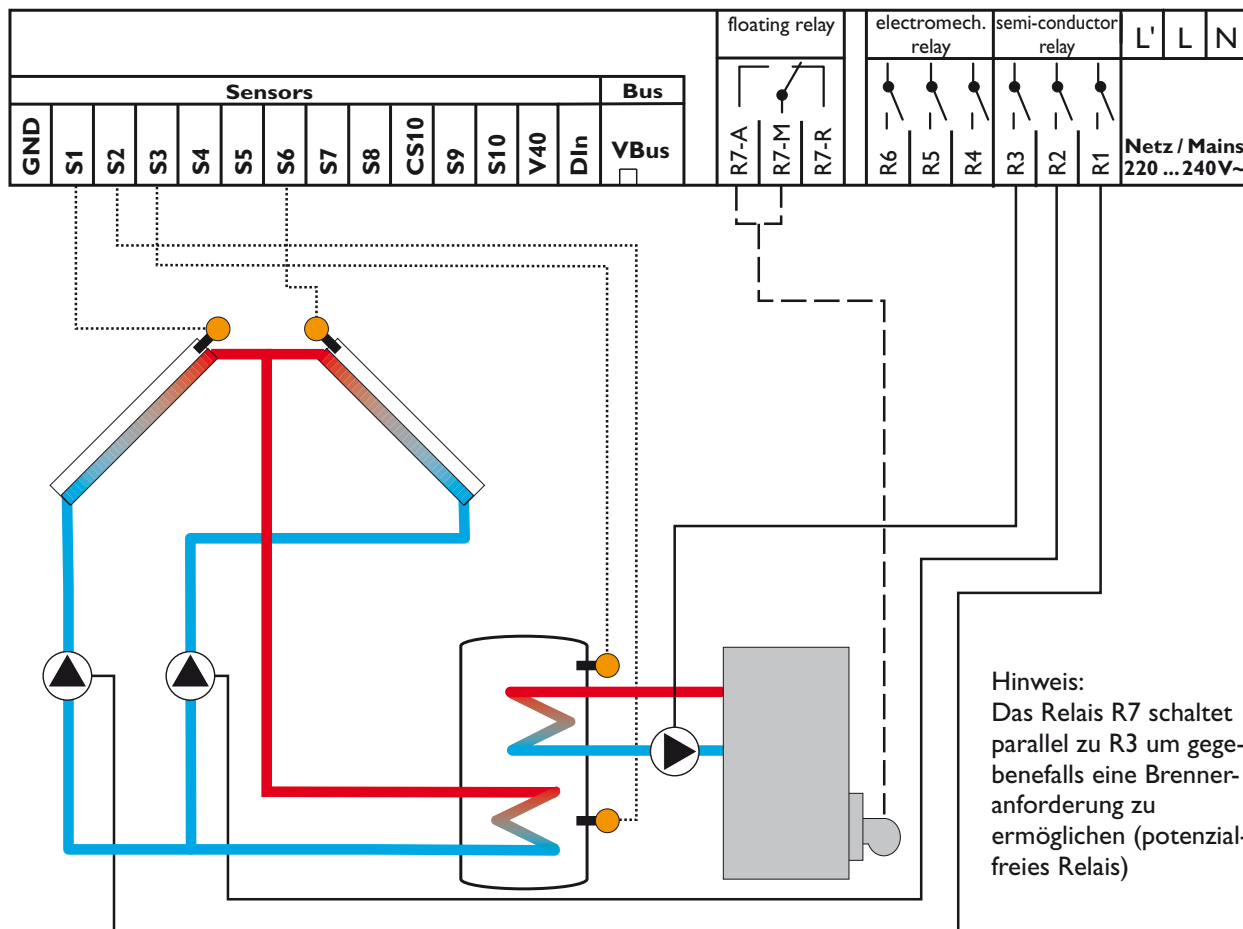 floating relay
electromech.
relay
semi-conductor
relay
L' L N
Sensors
Bus
GND
S1
S2
S3
S4
S5
S6
S7
S8
CS10
S9
S10
V40
DIn
VBus
R7-A
R7-M
R7-R
R6
R5
R4
R3
R2
R1
Netz / Mains
220 ... 240V~
Hinweis:
Das Relais R7 schaltet
parallel zu R3 um gege-
benefalls eine Brenner-
anforderung zu
ermöglichen (potenzial-
freies Relais)